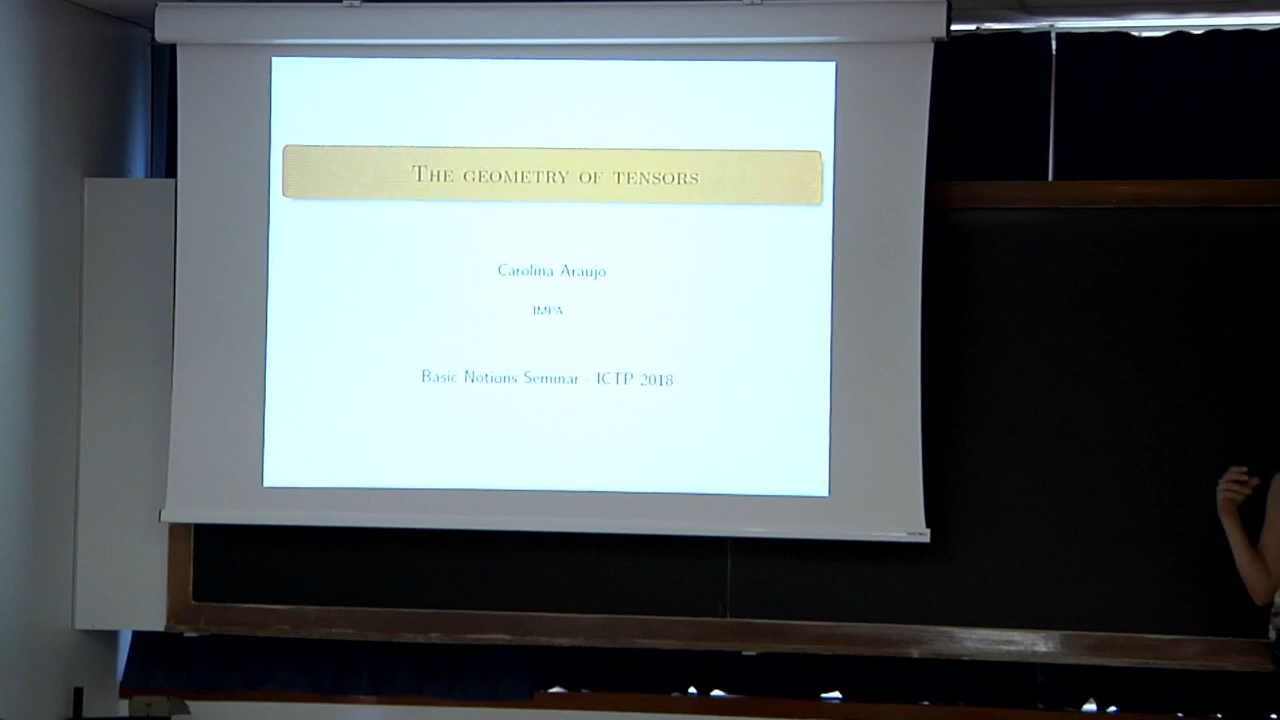 THE GEOMETRY OF TENSORS
Carolina Araujo
IMPA
Basic Notions Seminar - ICTP 2018